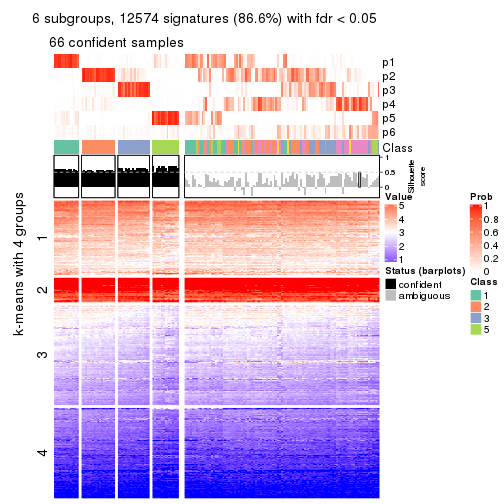 6 subgroups, 12574 signatures (86.6%) with fdr < 0.05
66 confident samples
p1
p2
p3
p4
p5
p6
Class
1
0.5
0
Silhouette
score
k-means with 4 groups
1
2
3
4
Value
5
4
3
2
1
Status (barplots)
confident
ambiguous
Prob
1
0.8
0.6
0.4
0.2
0
Class
1
2
3
5